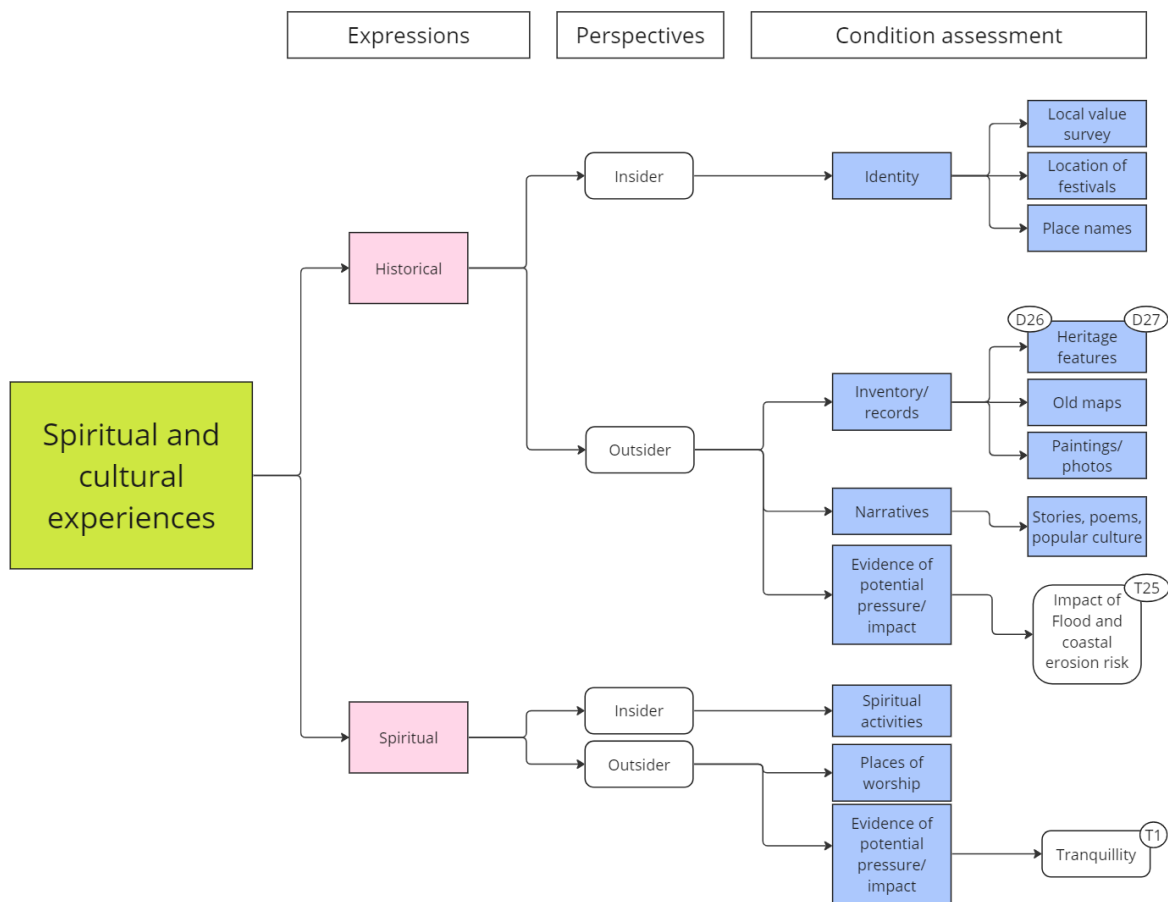 Expressions
Perspectives
Condition assessment
Local value
survey
Insider
Identity
Location of
festivals
Place names
Historical
D26
D27
Heritage
features
Inventory/
records
Old maps
Outsider
Paintings/
photos
Spiritual and
cultural
experiences
Narratives
Stories, poems,
popular culture
Evidence of
potential
pressure/
impact
T25
Impact of
Flood and
coastal
erosion risk
Spiritual
Insider
Spiritual
activities
Outsider
Places of
worship
Evidence of
potential
pressure/
impact
T1
Tranquillity